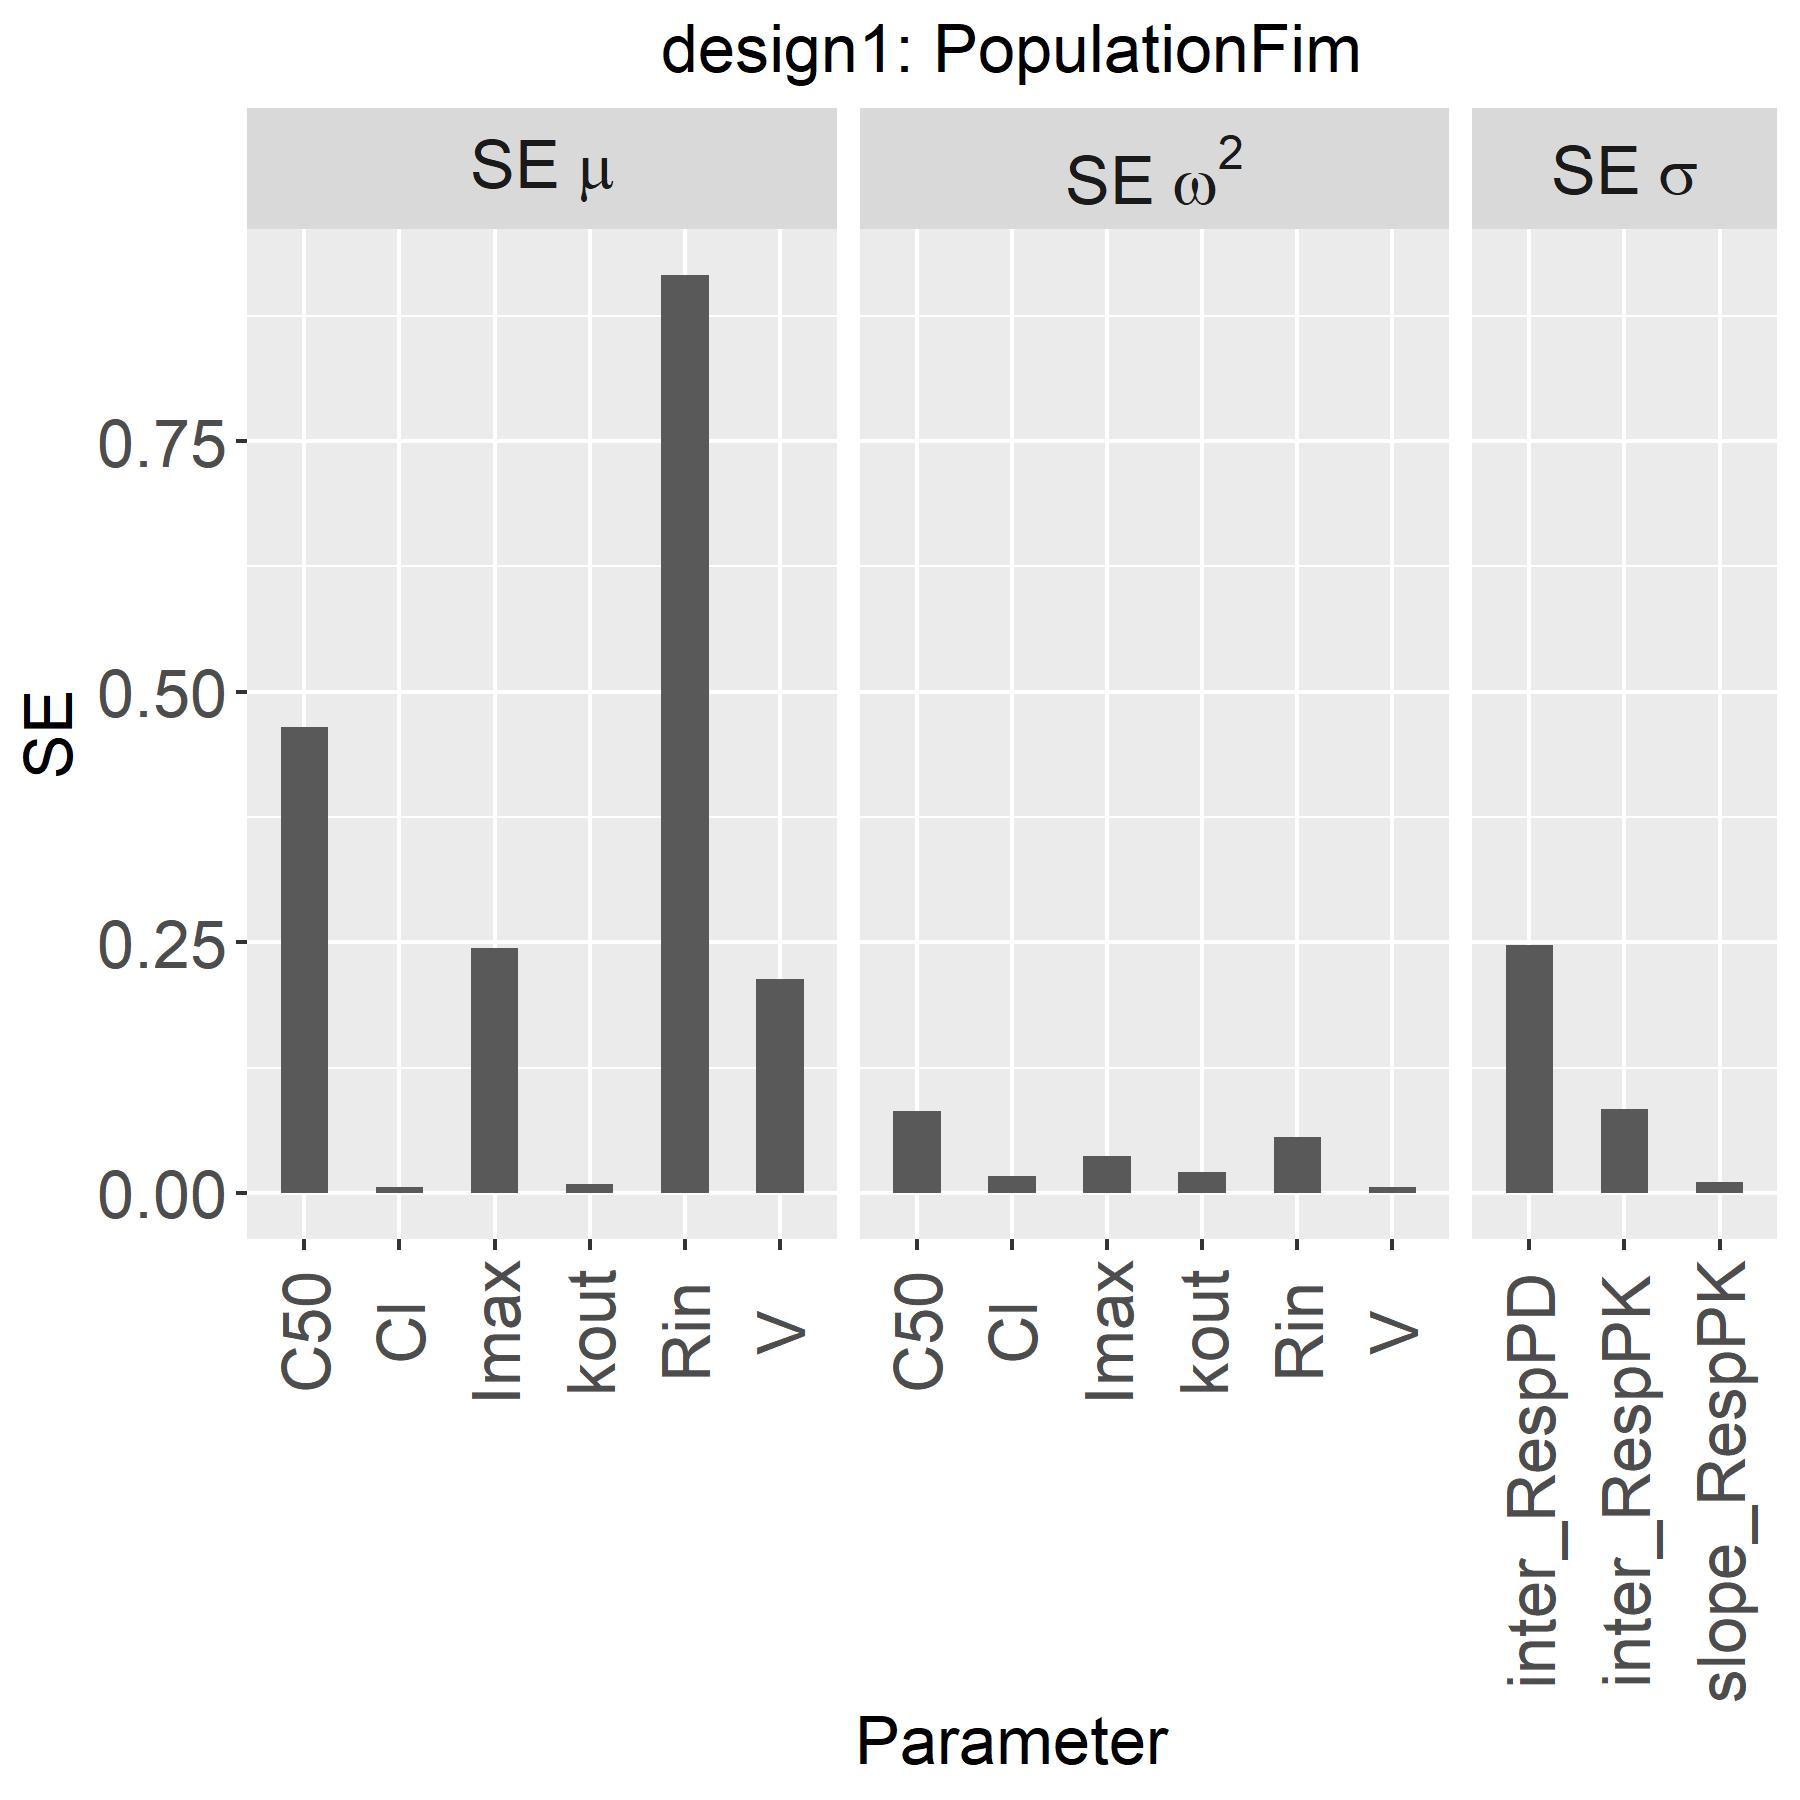 design1: PopulationFim
SE μ
SE ω²
SE σ
SE
0.75
0.50
0.25
0.00
C50
Cl
Imax
kout
Rin
V
C50
Cl
Imax
kout
Rin
V
inter_RespPD
inter_RespPK
slope_RespPK
Parameter